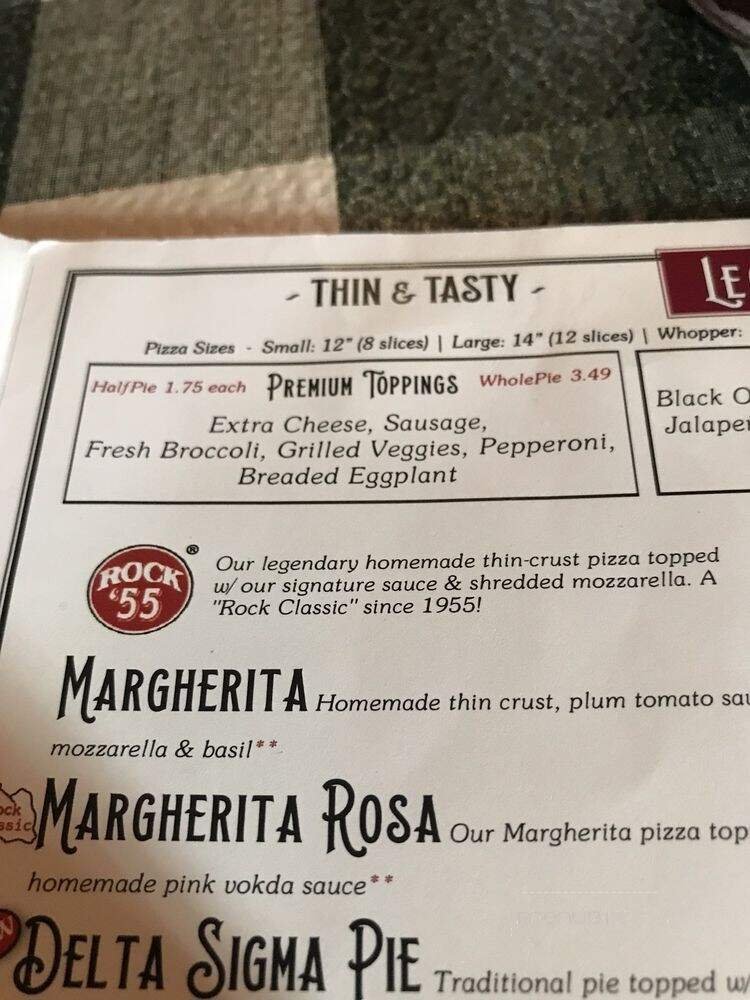 - THIN & TASTY -
Pizza Sizes - Small: 12" (8 slices) | Large: 14" (12 slices) | Whopper:
HalfPie 1.75 each PREMIUM TOPPINGS WholePie 3.49
Extra Cheese, Sausage,
Fresh Broccoli, Grilled Veggies, Pepperoni,
Breaded Eggplant
Black
ROCK
'55
®
Our legendary homemade thin-crust pizza topped
w/ our signature sauce & shredded mozzarella. A
"Rock Classic" since 1955!
MARGHERITA Homemade thin crust, plum tomato
mozzarella & basil**
MARGHERITA ROSA Our Margherita pizza
homemade pink vokda sauce**
DELTA SIGMA PIE Traditional pie topped w/